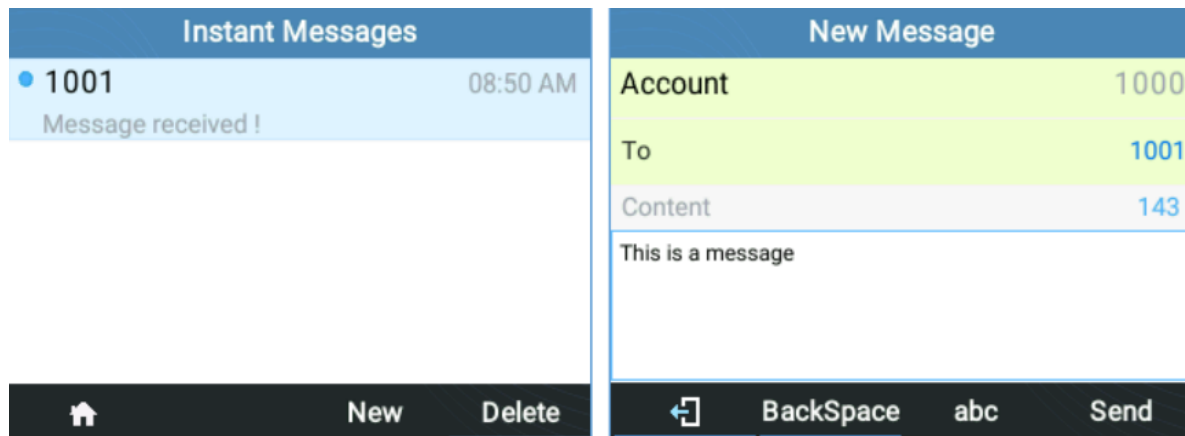 Instant Messages
1001 08:50 AM
Message received !
New Delete
New Message
Account 1000
To 1001
Content 143
This is a message
BackSpace abc Send